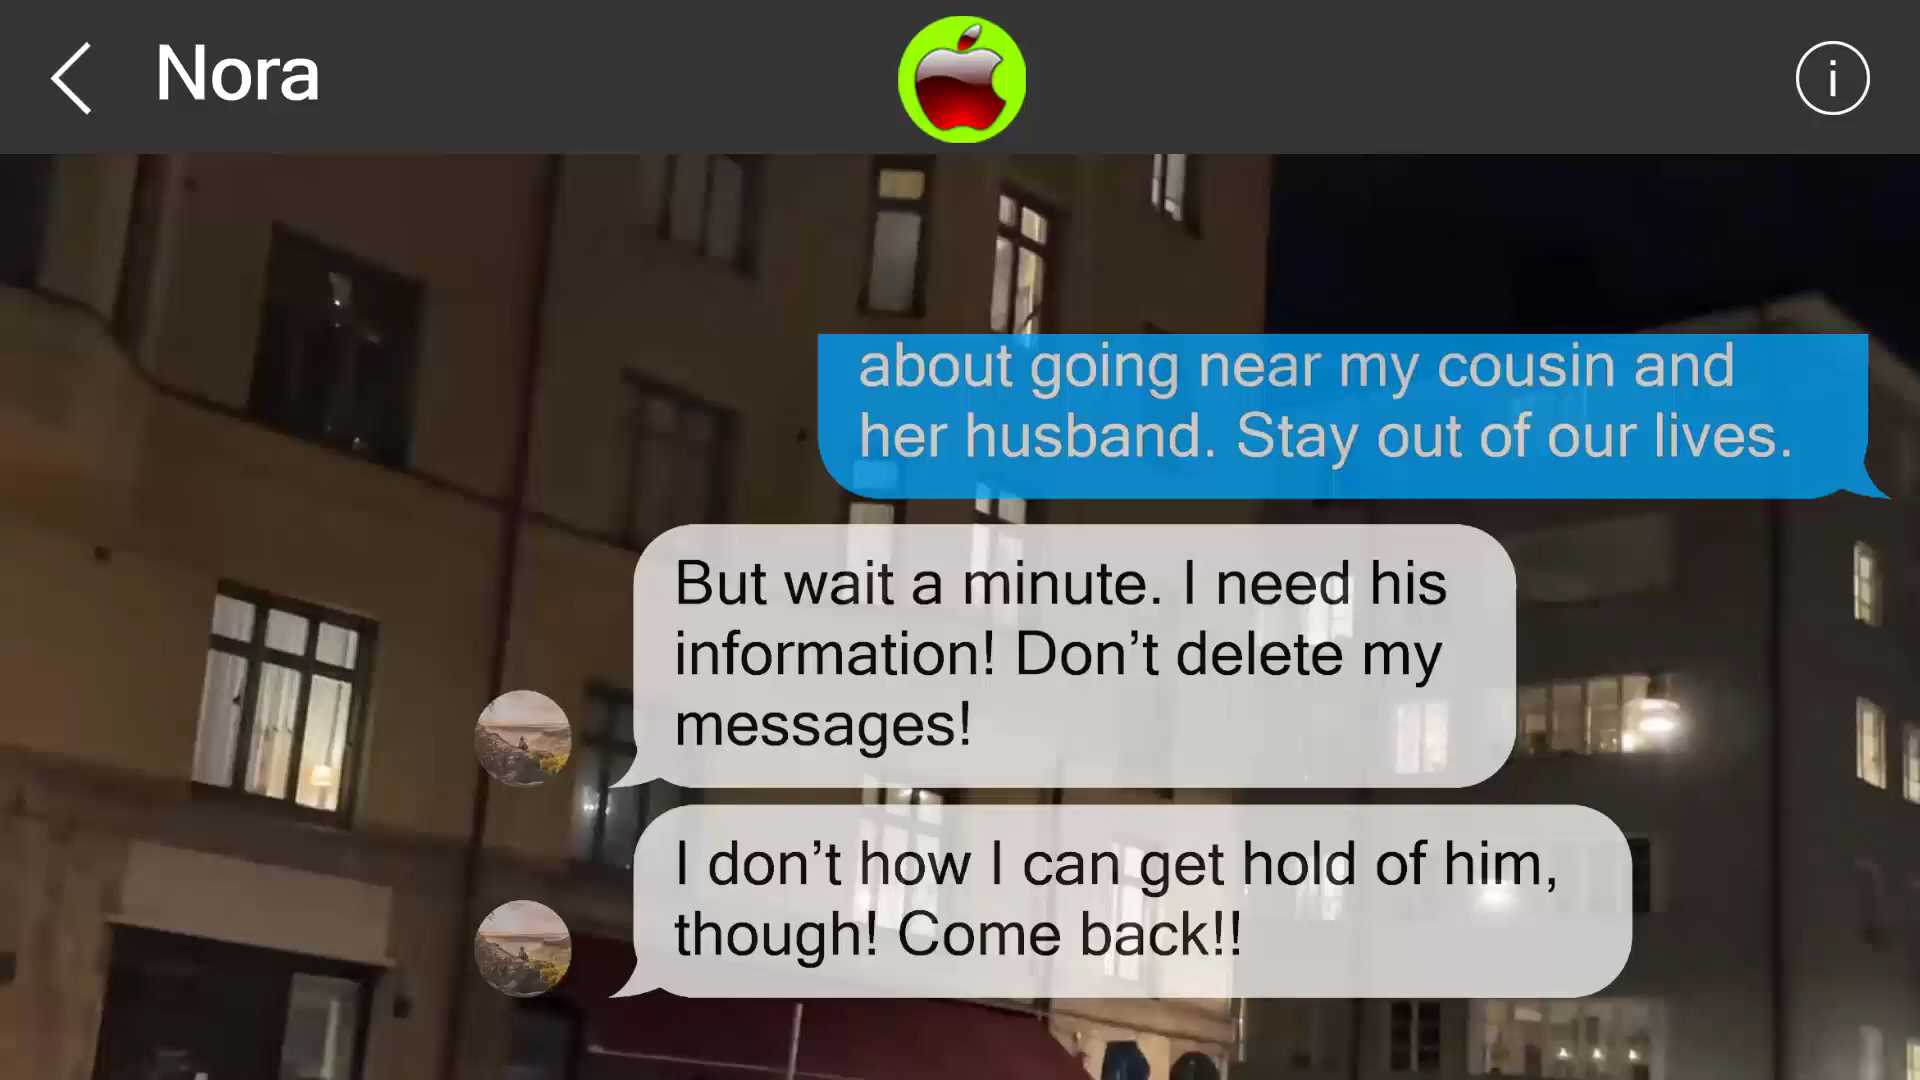 Nora
i
about going near my cousin and
her husband. Stay out of our lives.
But wait a minute. I need his
information! Don’t delete my
messages!
I don’t how I can get hold of him,
though! Come back!!